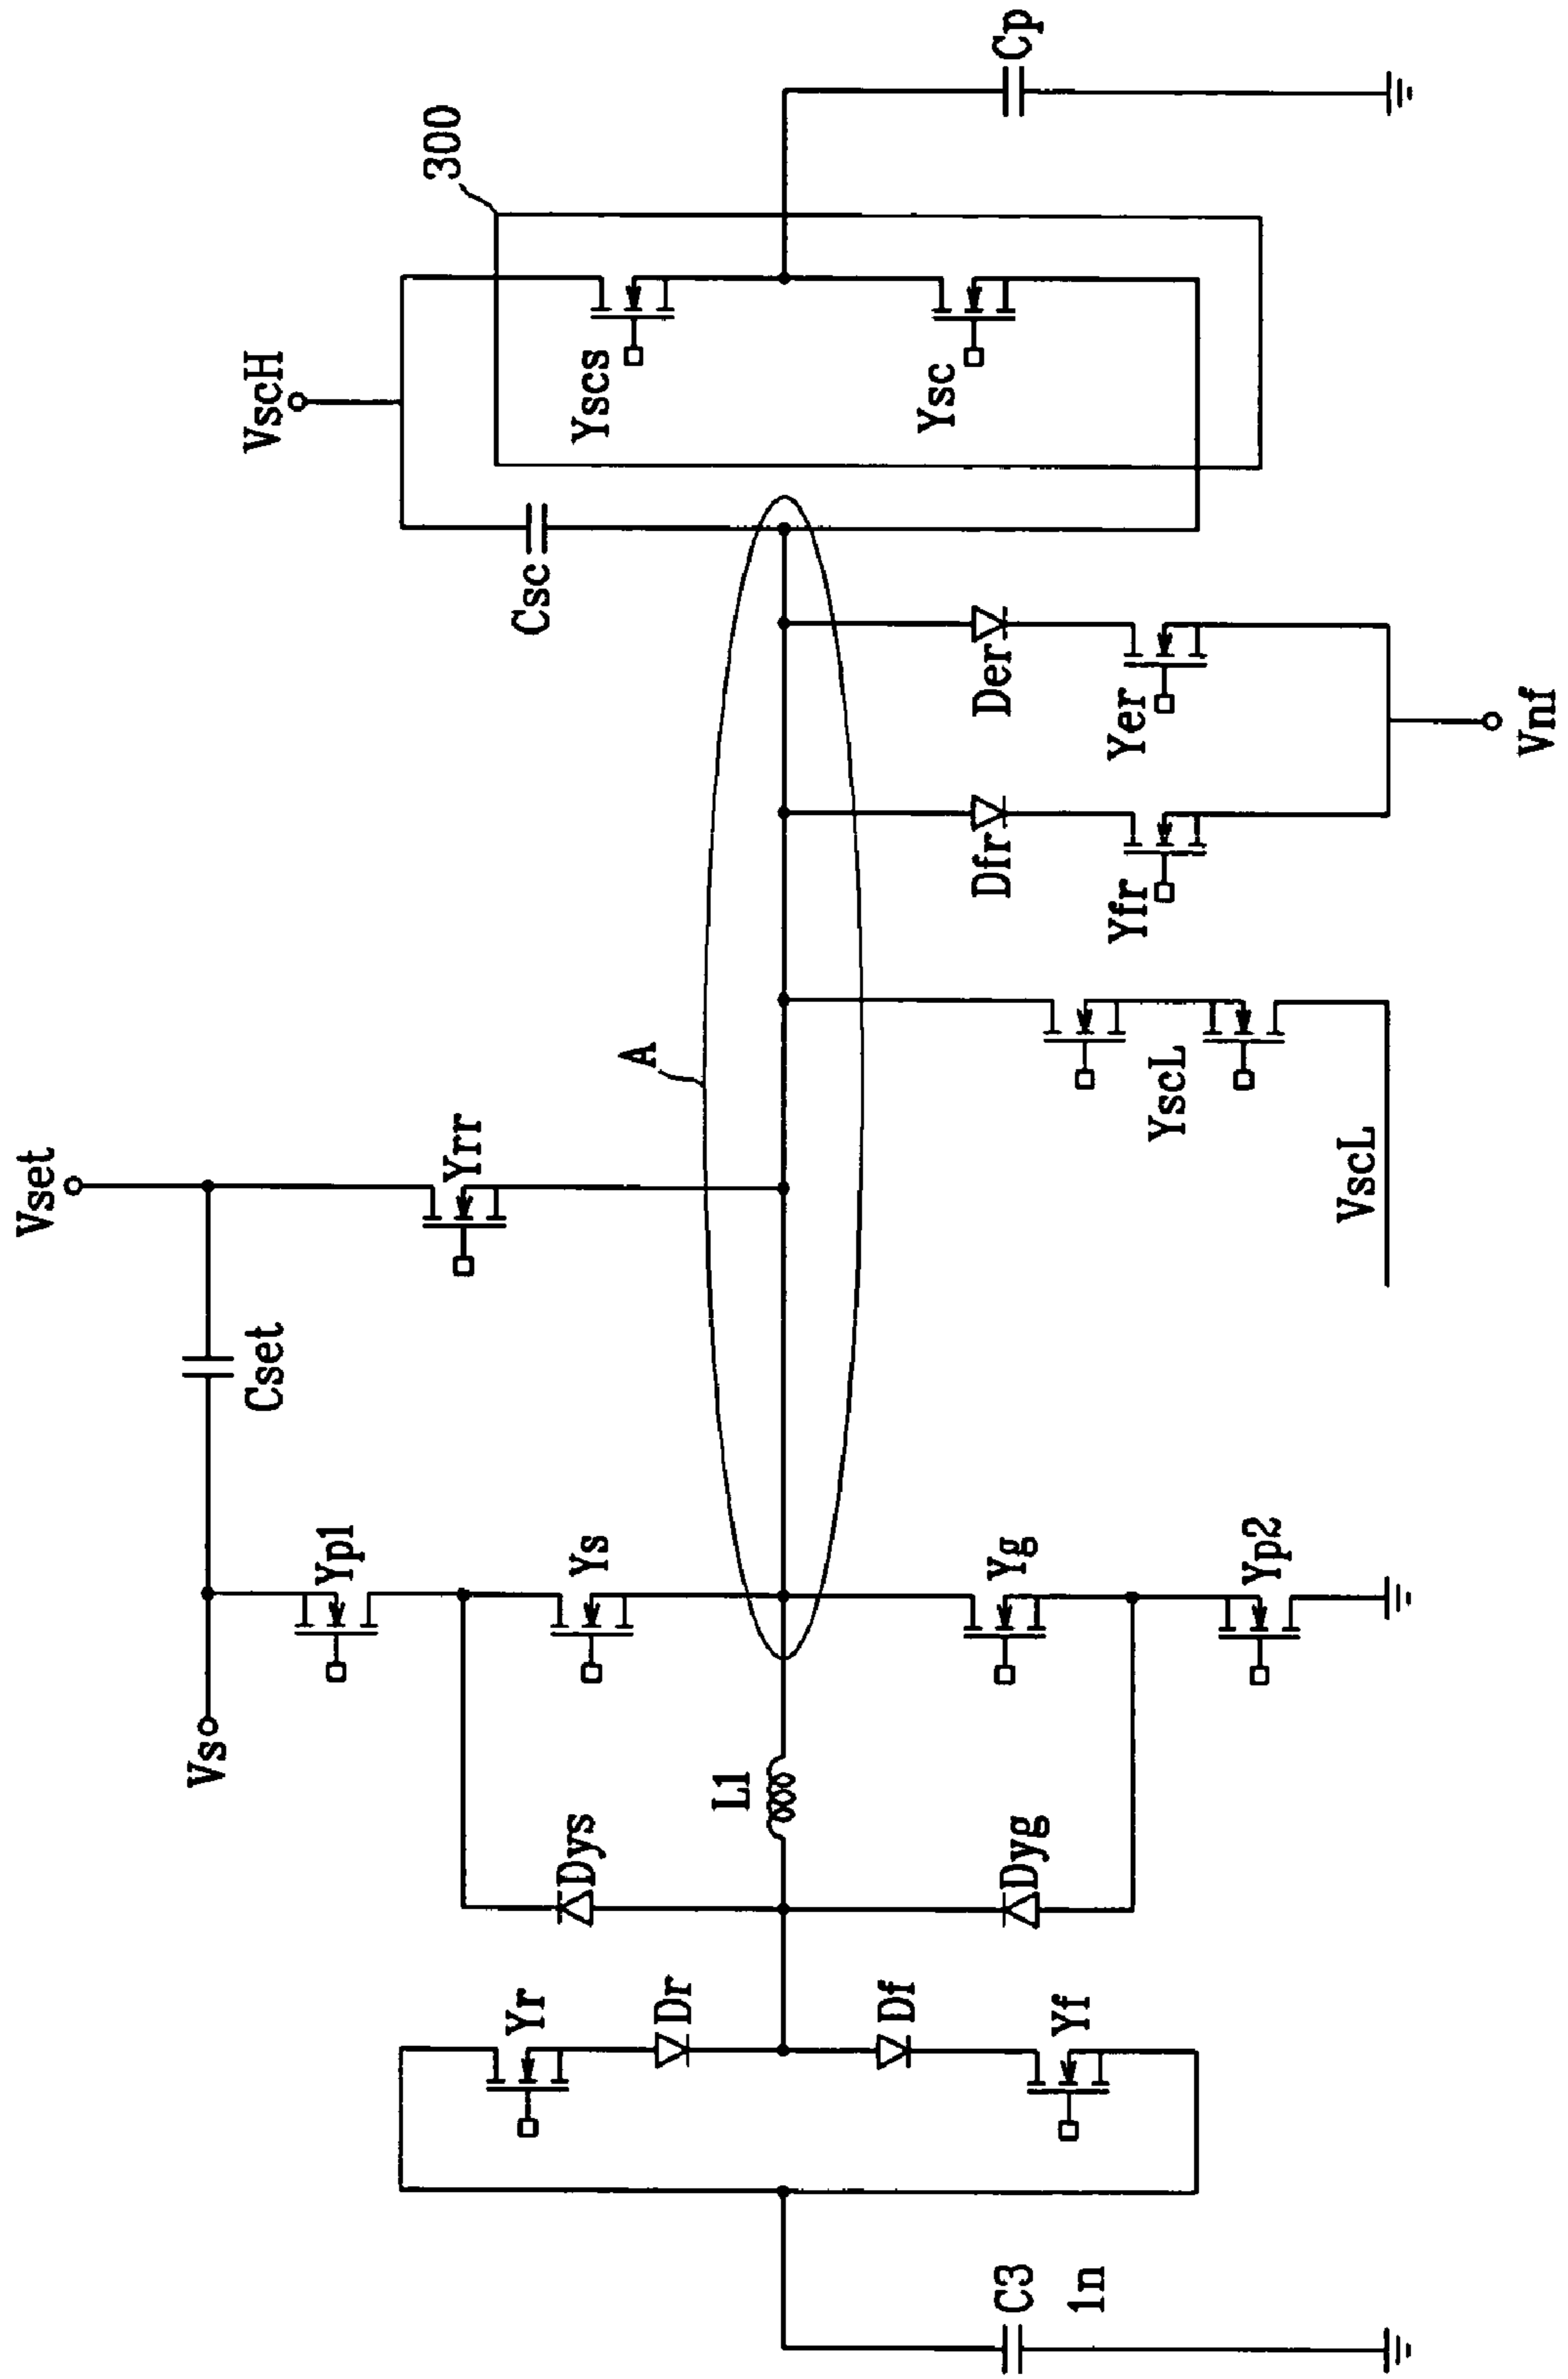 Vset
Vs
Cset
VscH
300
Yp1
Yrr
Yr
Dys
Ys
Yscs
Csc
A
Dr
L1
Df
Dyg
Yg
Dfr
Der
Ysc
Cp
C3
1n
Yf
Yp2
YscL
Yfr
Yer
VscL
Vnf